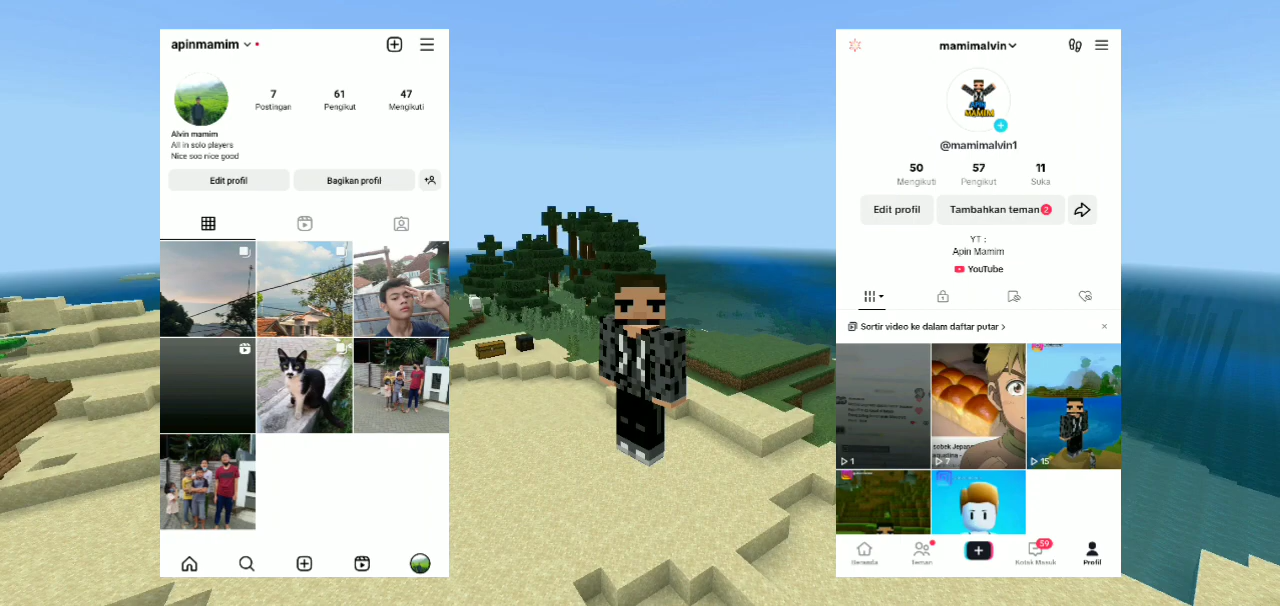 apinmamim
7
61
47
Postingan
Pengikut
Mengikuti
Alvin mamim
All in solo players
Nice soo nice good
Edit profil
Bagikan profil
mamimalvin
APIN
MAMIM
@mamimalvin1
50
57
11
Mengikuti
Pengikut
Suka
Edit profil
Tambahkan teman 2
YT :
Apin Mamim
YouTube
Sortir video ke dalam daftar putar
1
7
15
Beranda
Teman
59
Kotak Masuk
Profil